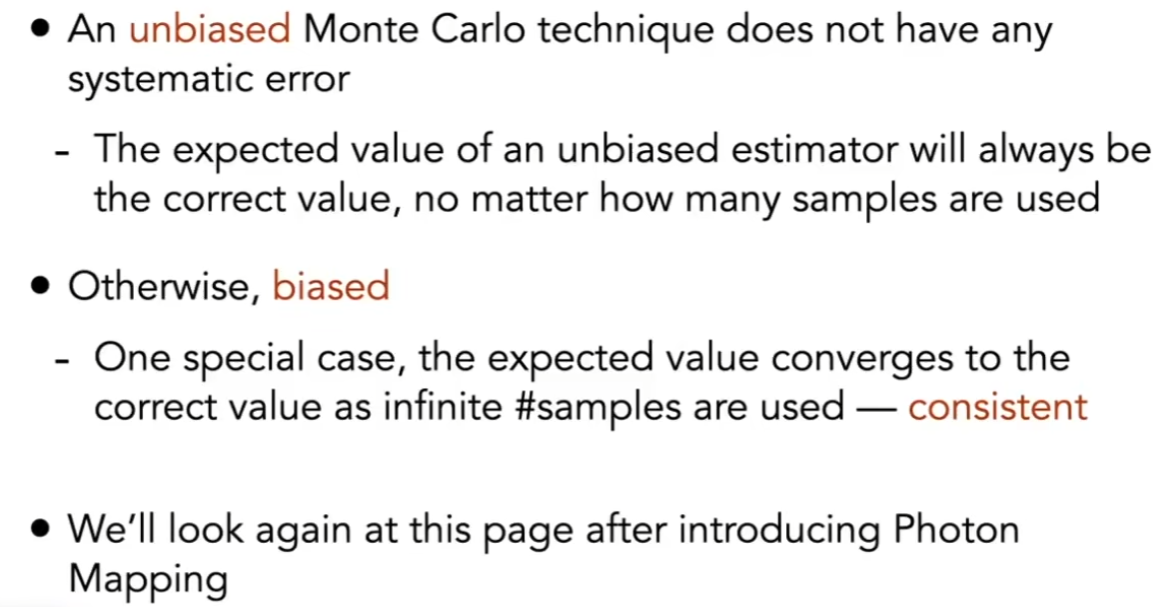 • An unbiased Monte Carlo technique does not have any
systematic error
- The expected value of an unbiased estimator will always be
the correct value, no matter how many samples are used
• Otherwise, biased
- One special case, the expected value converges to the
correct value as infinite #samples are used — consistent
• We’ll look again at this page after introducing Photon
Mapping